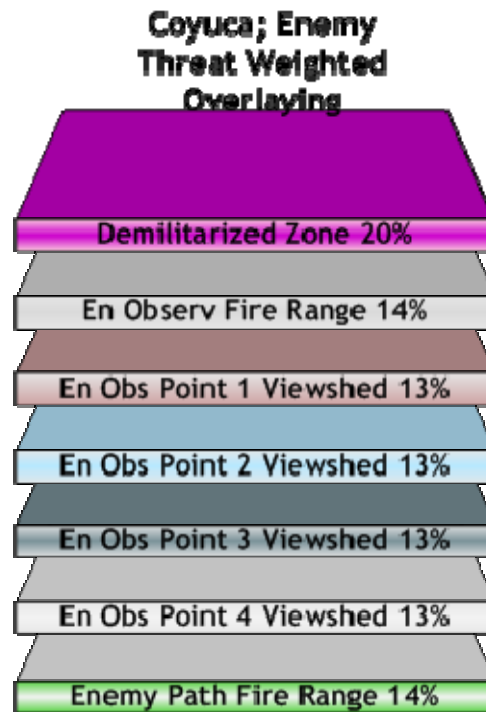 Coyuca; Enemy
Threat Weighted
Overlaying
Demilitarized Zone 20%
En Observ Fire Range 14%
En Obs Point 1 Viewshed 13%
En Obs Point 2 Viewshed 13%
En Obs Point 3 Viewshed 13%
En Obs Point 4 Viewshed 13%
Enemy Path Fire Range 14%